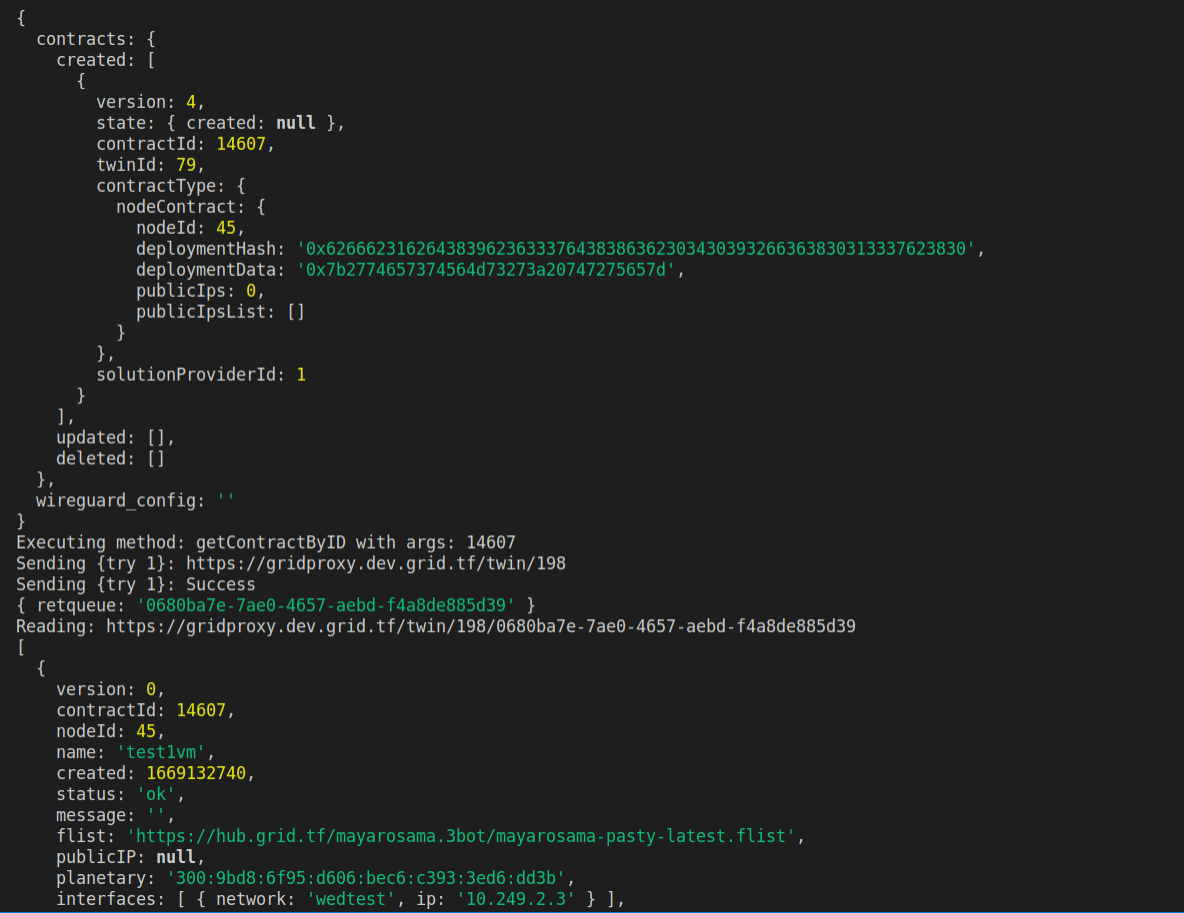 {
  contracts: {
    created: [
      {
        version: 4,
        state: { created: null },
        contractId: 14607,
        twinId: 79,
        contractType: {
          nodeContract: {
            nodeId: 45,
            deploymentHash: '0x62666231626438396236333764383863623034303932663638303133376238​30',
            deploymentData: '0x7b2774657374564d73273a20747275657d',
            publicIps: 0,
            publicIpsList: []
          }
        },
        solutionProviderId: 1
      }
    ],
    updated: [],
    deleted: []
  },
  wireguard_config: ''
}
Executing method: getContractByID with args: 14607
Sending {try 1}: https://gridproxy.dev.grid.tf/twin/198
Sending {try 1}: Success
{ retqueue: '0680ba7e-7ae0-4657-aebd-f4a8de885d39' }
Reading: https://gridproxy.dev.grid.tf/twin/198/0680ba7e-7ae0-4657-aebd-f4a8de885d39
[
  {
    version: 0,
    contractId: 14607,
    nodeId: 45,
    name: 'test1vm',
    created: 1669132740,
    status: 'ok',
    message: '',
    flist: 'https://hub.grid.tf/mayarosama.3bot/mayarosama-pasty-latest.flist',
    publicIP: null,
    planetary: '300:9bd8:6f95:d606:bec6:c393:3ed6:dd3b',
    interfaces: [ { network: 'wedtest', ip: '10.249.2.3' } ],